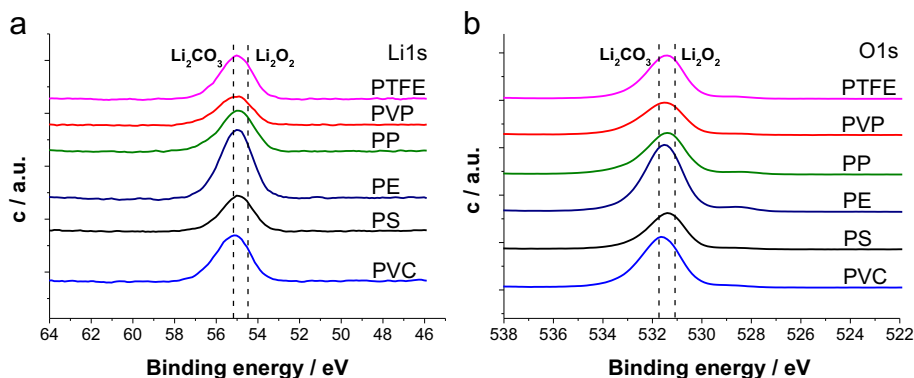 a
Li1s
Li₂CO₃
Li₂O₂
PTFE
PVP
PP
PE
PS
PVC
c / a.u.
64 62 60 58 56 54 52 50 48 46
Binding energy / eV
b
O1s
Li₂CO₃
Li₂O₂
PTFE
PVP
PP
PE
PS
PVC
c / a.u.
538 536 534 532 530 528 526 524 522
Binding energy / eV